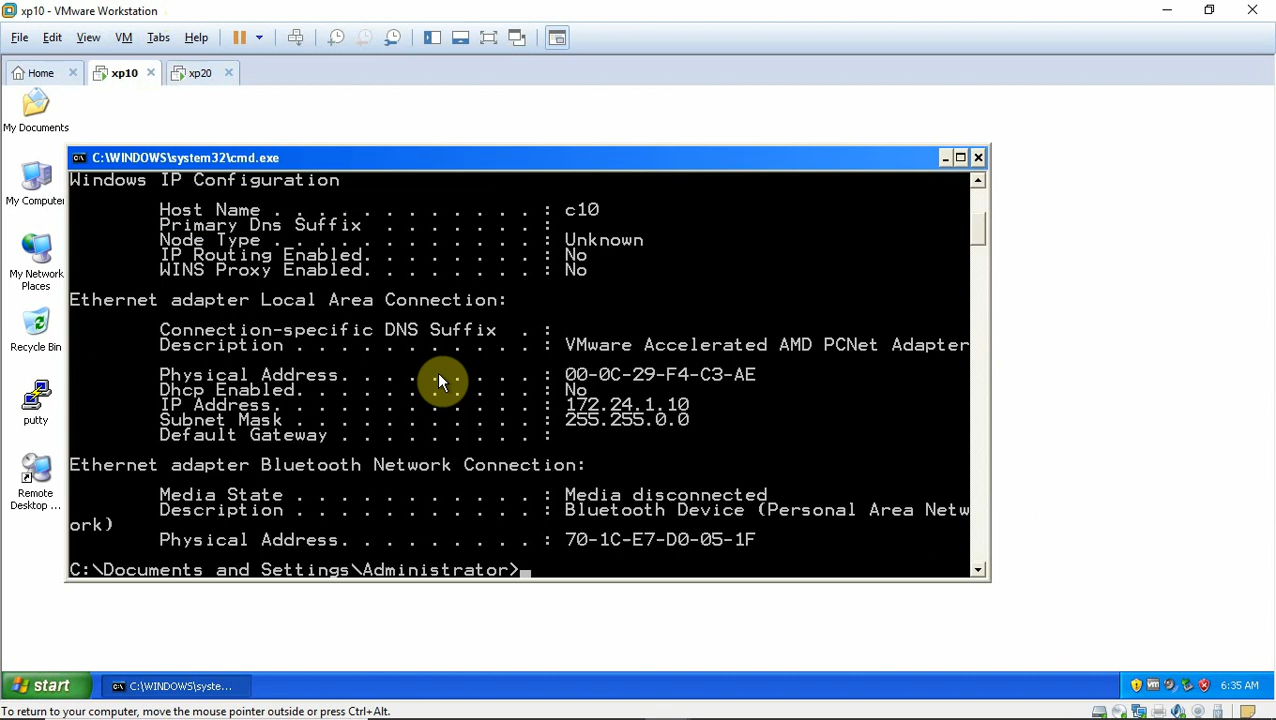 xp10 - VMware Workstation
File Edit View VM Tabs Help
Home xp10 xp20
My Documents
My Computer
My Network
Places
Recycle Bin
putty
Remote
Desktop ...
C:\WINDOWS\system32\cmd.exe
Windows IP Configuration
Host Name . . . . . . . . . . . . : c10
Primary Dns Suffix . . . . . . . :
Node Type . . . . . . . . . . . . : Unknown
IP Routing Enabled. . . . . . . . : No
WINS Proxy Enabled. . . . . . . . : No
Ethernet adapter Local Area Connection:
Connection-specific DNS Suffix . :
Description . . . . . . . . . . . : VMware Accelerated AMD PCNet Adapter
Physical Address. . . . . . . . . : 00-0C-29-F4-C3-AE
Dhcp Enabled. . . . . . . . . . . : No
IP Address. . . . . . . . . . . . : 172.24.1.10
Subnet Mask . . . . . . . . . . . : 255.255.0.0
Default Gateway . . . . . . . . . :
Ethernet adapter Bluetooth Network Connection:
Media State . . . . . . . . . . . : Media disconnected
Description . . . . . . . . . . . : Bluetooth Device (Personal Area Netw
ork)
Physical Address. . . . . . . . . : 70-1C-E7-D0-05-1F
C:\Documents and Settings\Administrator>_
start C:\WINDOWS\syste... 6:35 AM
To return to your computer, move the mouse pointer outside or press Ctrl+Alt.